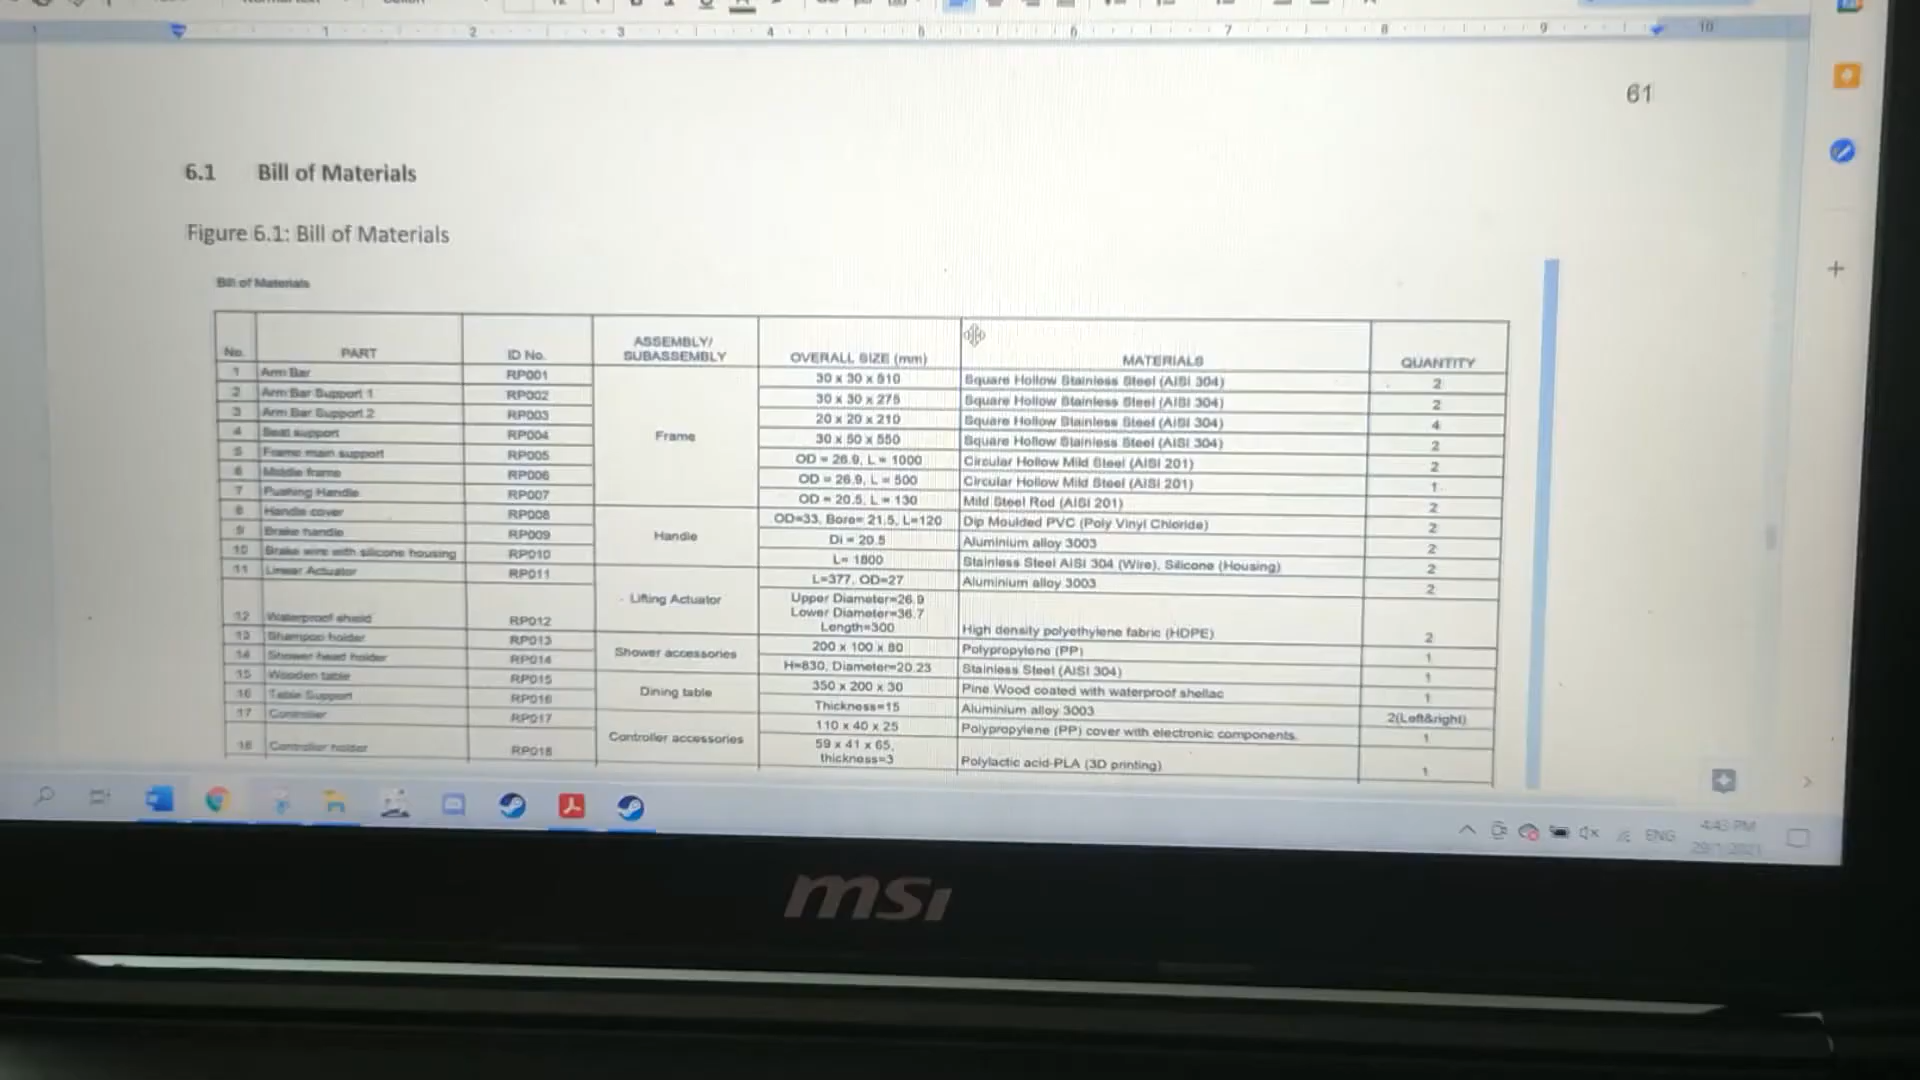 61
6.1 Bill of Materials
Figure 6.1: Bill of Materials
Bill of Materials
No. PART ID No. ASSEMBLY/ SUBASSEMBLY OVERALL SIZE (mm) MATERIALS QUANTITY
1 Arm Bar RP001 Frame 30 x 30 x 510 Square Hollow Stainless Steel (AISI 304) 2
2 Arm Bar Support 1 RP002 30 x 30 x 275 Square Hollow Stainless Steel (AISI 304) 2
3 Arm Bar Support 2 RP003 20 x 20 x 210 Square Hollow Stainless Steel (AISI 304) 4
4 Seat support RP004 30 x 50 x 550 Square Hollow Stainless Steel (AISI 304) 2
5 Frame main support RP005 OD = 26.9, L = 1000 Circular Hollow Mild Steel (AISI 201) 2
6 Middle frame RP006 OD = 26.9, L = 500 Circular Hollow Mild Steel (AISI 201) 1
7 Pushing Handle RP007 OD = 20.5, L = 130 Mild Steel Rod (AISI 201) 2
8 Handle cover RP008 Handle OD=33, Bore= 21.5, L=120 Dip Moulded PVC (Poly Vinyl Chloride) 2
9 Brake handle RP009 Di = 20.5 Aluminium alloy 3003 2
10 Brake wire with silicone housing RP010 L= 1800 Stainless Steel AISI 304 (Wire), Silicone (Housing) 2
11 Linear Actuator RP011 Lifting Actuator L=377, OD=27 Aluminium alloy 3003 2
12 Waterproof shield RP012 Upper Diameter=26.9 Lower Diameter=36.7 Length=300 High density polyethylene fabric (HDPE) 2
13 Shampoo holder RP013 Shower accessories 200 x 100 x 80 Polypropylene (PP) 1
14 Shower head holder RP014 H=830, Diameter=20.23 Stainless Steel (AISI 304) 1
15 Wooden table RP015 Dining table 350 x 200 x 30 Pine Wood coated with waterproof shellac 1
16 Table Support RP016 Thickness=15 Aluminium alloy 3003 2(Left&right)
17 Controller RP017 Controller accessories 110 x 40 x 25 Polypropylene (PP) cover with electronic components 1
18 Controller holder RP018 59 x 41 x 65, thickness=3 Polylactic acid-PLA (3D printing) 1
ENG
4:43 PM
msi